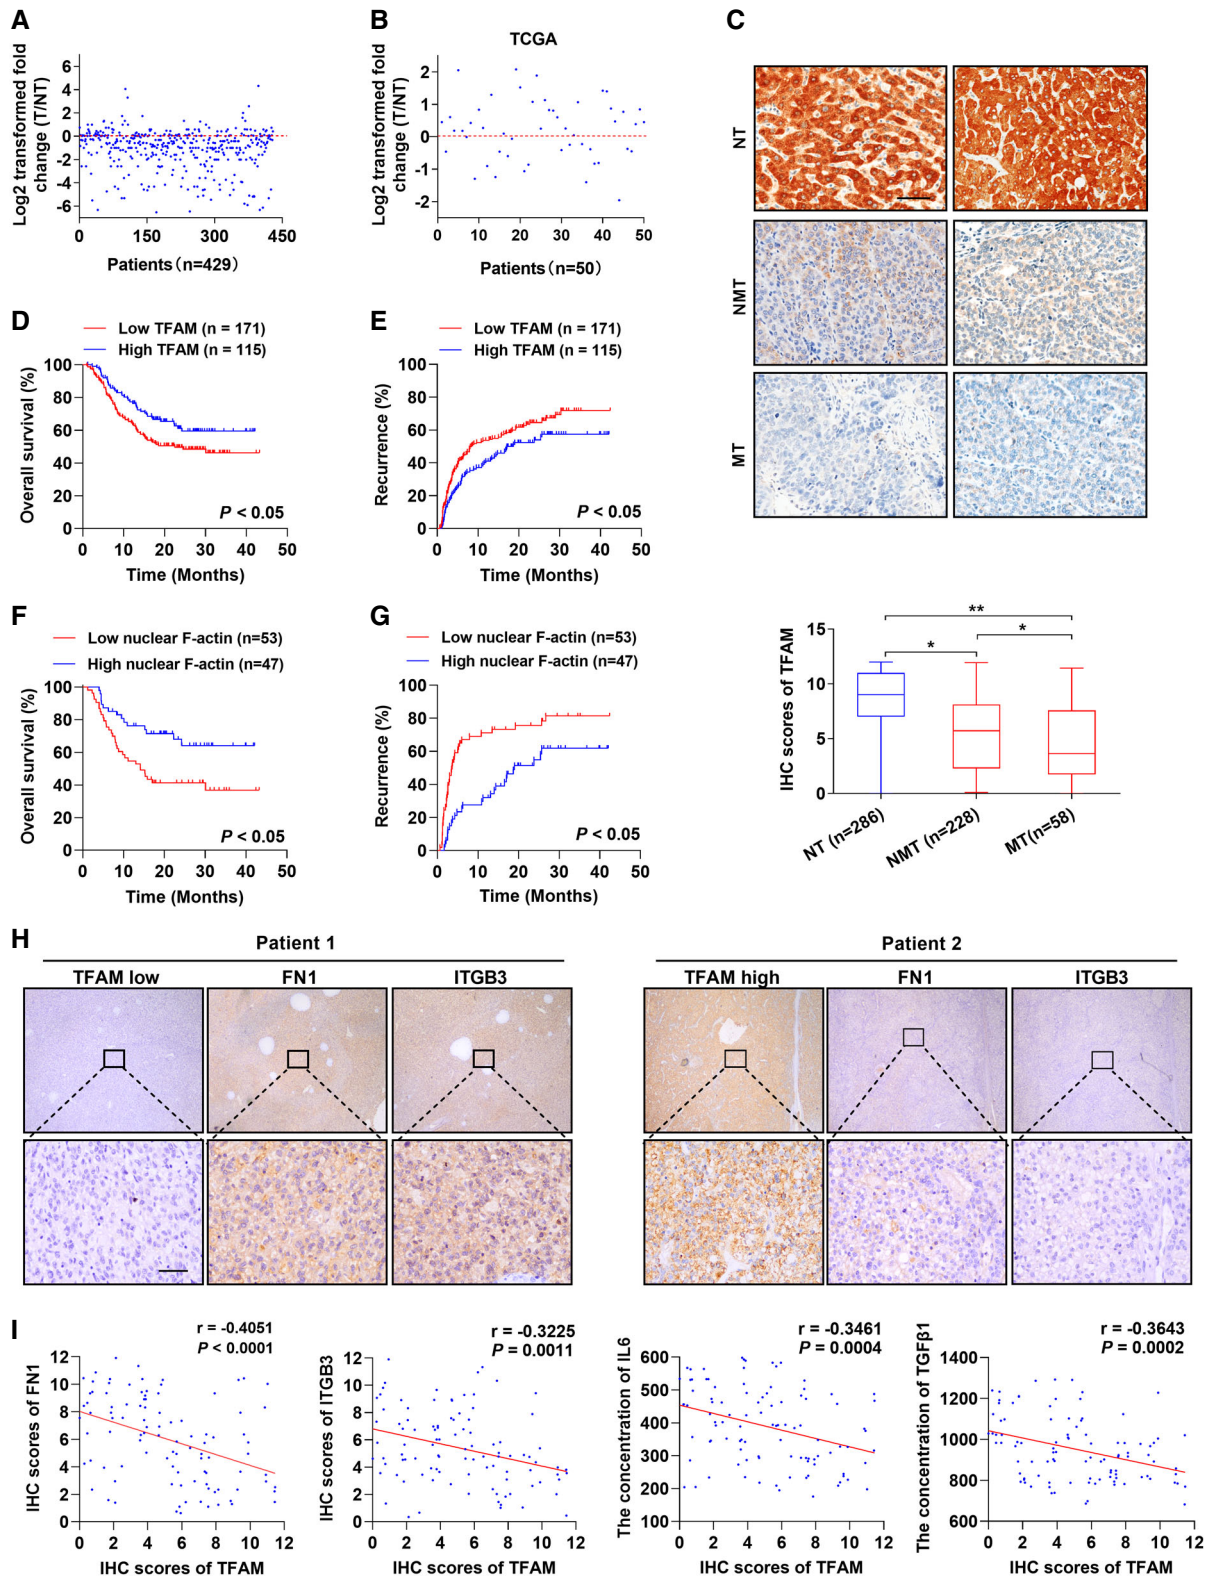 A
Log2 transformed fold
change (T/NT)
6
4
2
0
-2
-4
-6
0 150 300 450
Patients (n=429)
B
TCGA
Log2 transformed fold
change (T/NT)
2
1
0
-1
-2
0 10 20 30 40 50
Patients (n=50)
C
NT
NMT
MT
IHC scores of TFAM
15
10
5
0
**
*
*
NT (n=286)
NMT (n=228)
MT(n=58)
D
Low TFAM (n = 171)
High TFAM (n = 115)
Overall survival (%)
100
80
60
40
20
0
P < 0.05
0 10 20 30 40 50
Time (Months)
E
Low TFAM (n = 171)
High TFAM (n = 115)
Recurrence (%)
100
80
60
40
20
0
P < 0.05
0 10 20 30 40 50
Time (Months)
F
Low nuclear F-actin (n=53)
High nuclear F-actin (n=47)
Overall survival (%)
100
80
60
40
20
0
P < 0.05
0 10 20 30 40 50
Time (Months)
G
Low nuclear F-actin (n=53)
High nuclear F-actin (n=47)
Recurrence (%)
100
80
60
40
20
0
P < 0.05
0 10 20 30 40 50
Time (Months)
H
Patient 1
TFAM low FN1 ITGB3
Patient 2
TFAM high FN1 ITGB3
I
r = -0.4051
P < 0.0001
IHC scores of FN1
12
10
8
6
4
2
0
0 2 4 6 8 10 12
IHC scores of TFAM
r = -0.3225
P = 0.0011
IHC scores of ITGB3
12
10
8
6
4
2
0
0 2 4 6 8 10 12
IHC scores of TFAM
r = -0.3461
P = 0.0004
The concentration of IL6
600
500
400
300
200
100
0 2 4 6 8 10 12
IHC scores of TFAM
r = -0.3643
P = 0.0002
The concentration of TGFβ1
1400
1200
1000
800
600
0 2 4 6 8 10 12
IHC scores of TFAM